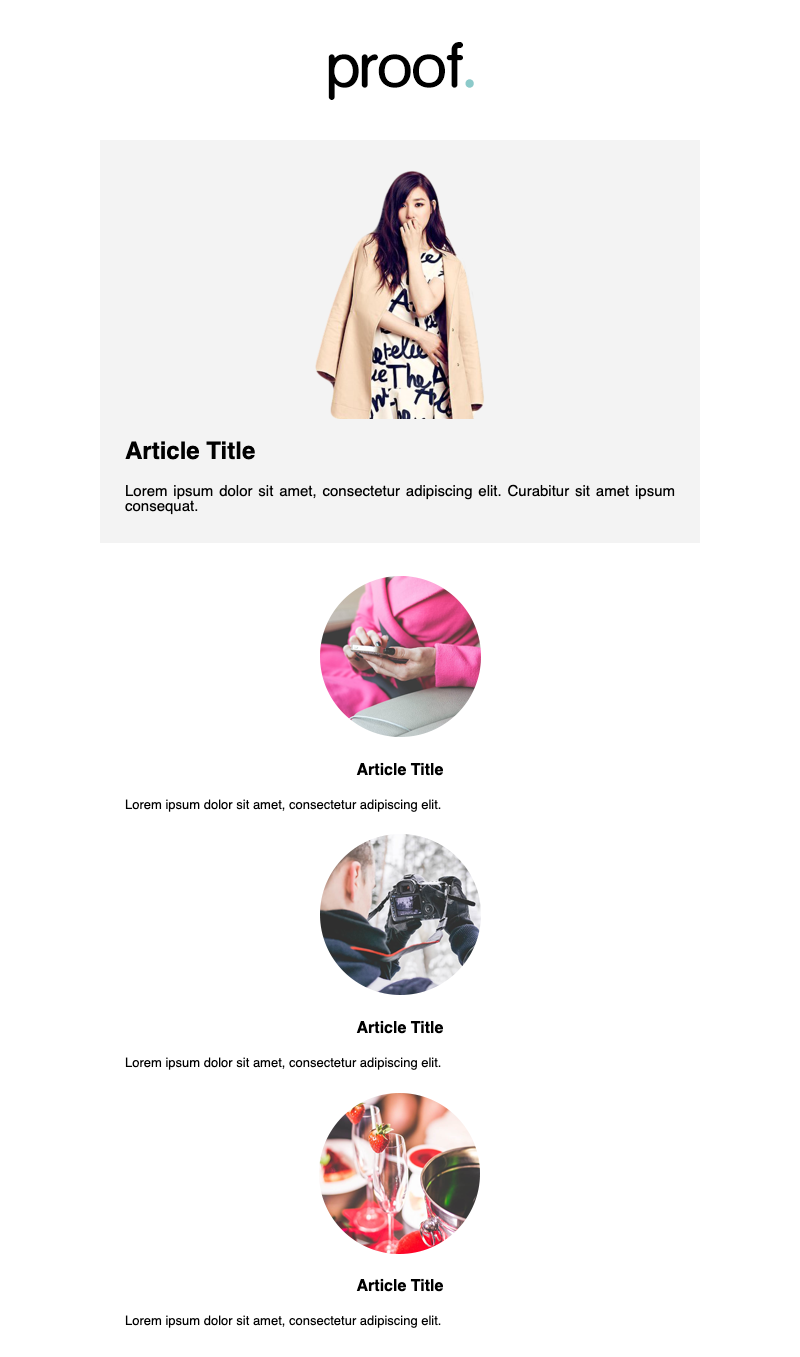 proof.
Article Title
Lorem ipsum dolor sit amet, consectetur adipiscing elit. Curabitur sit amet ipsum
consequat.
Article Title
Lorem ipsum dolor sit amet, consectetur adipiscing elit.
Article Title
Lorem ipsum dolor sit amet, consectetur adipiscing elit.
Article Title
Lorem ipsum dolor sit amet, consectetur adipiscing elit.